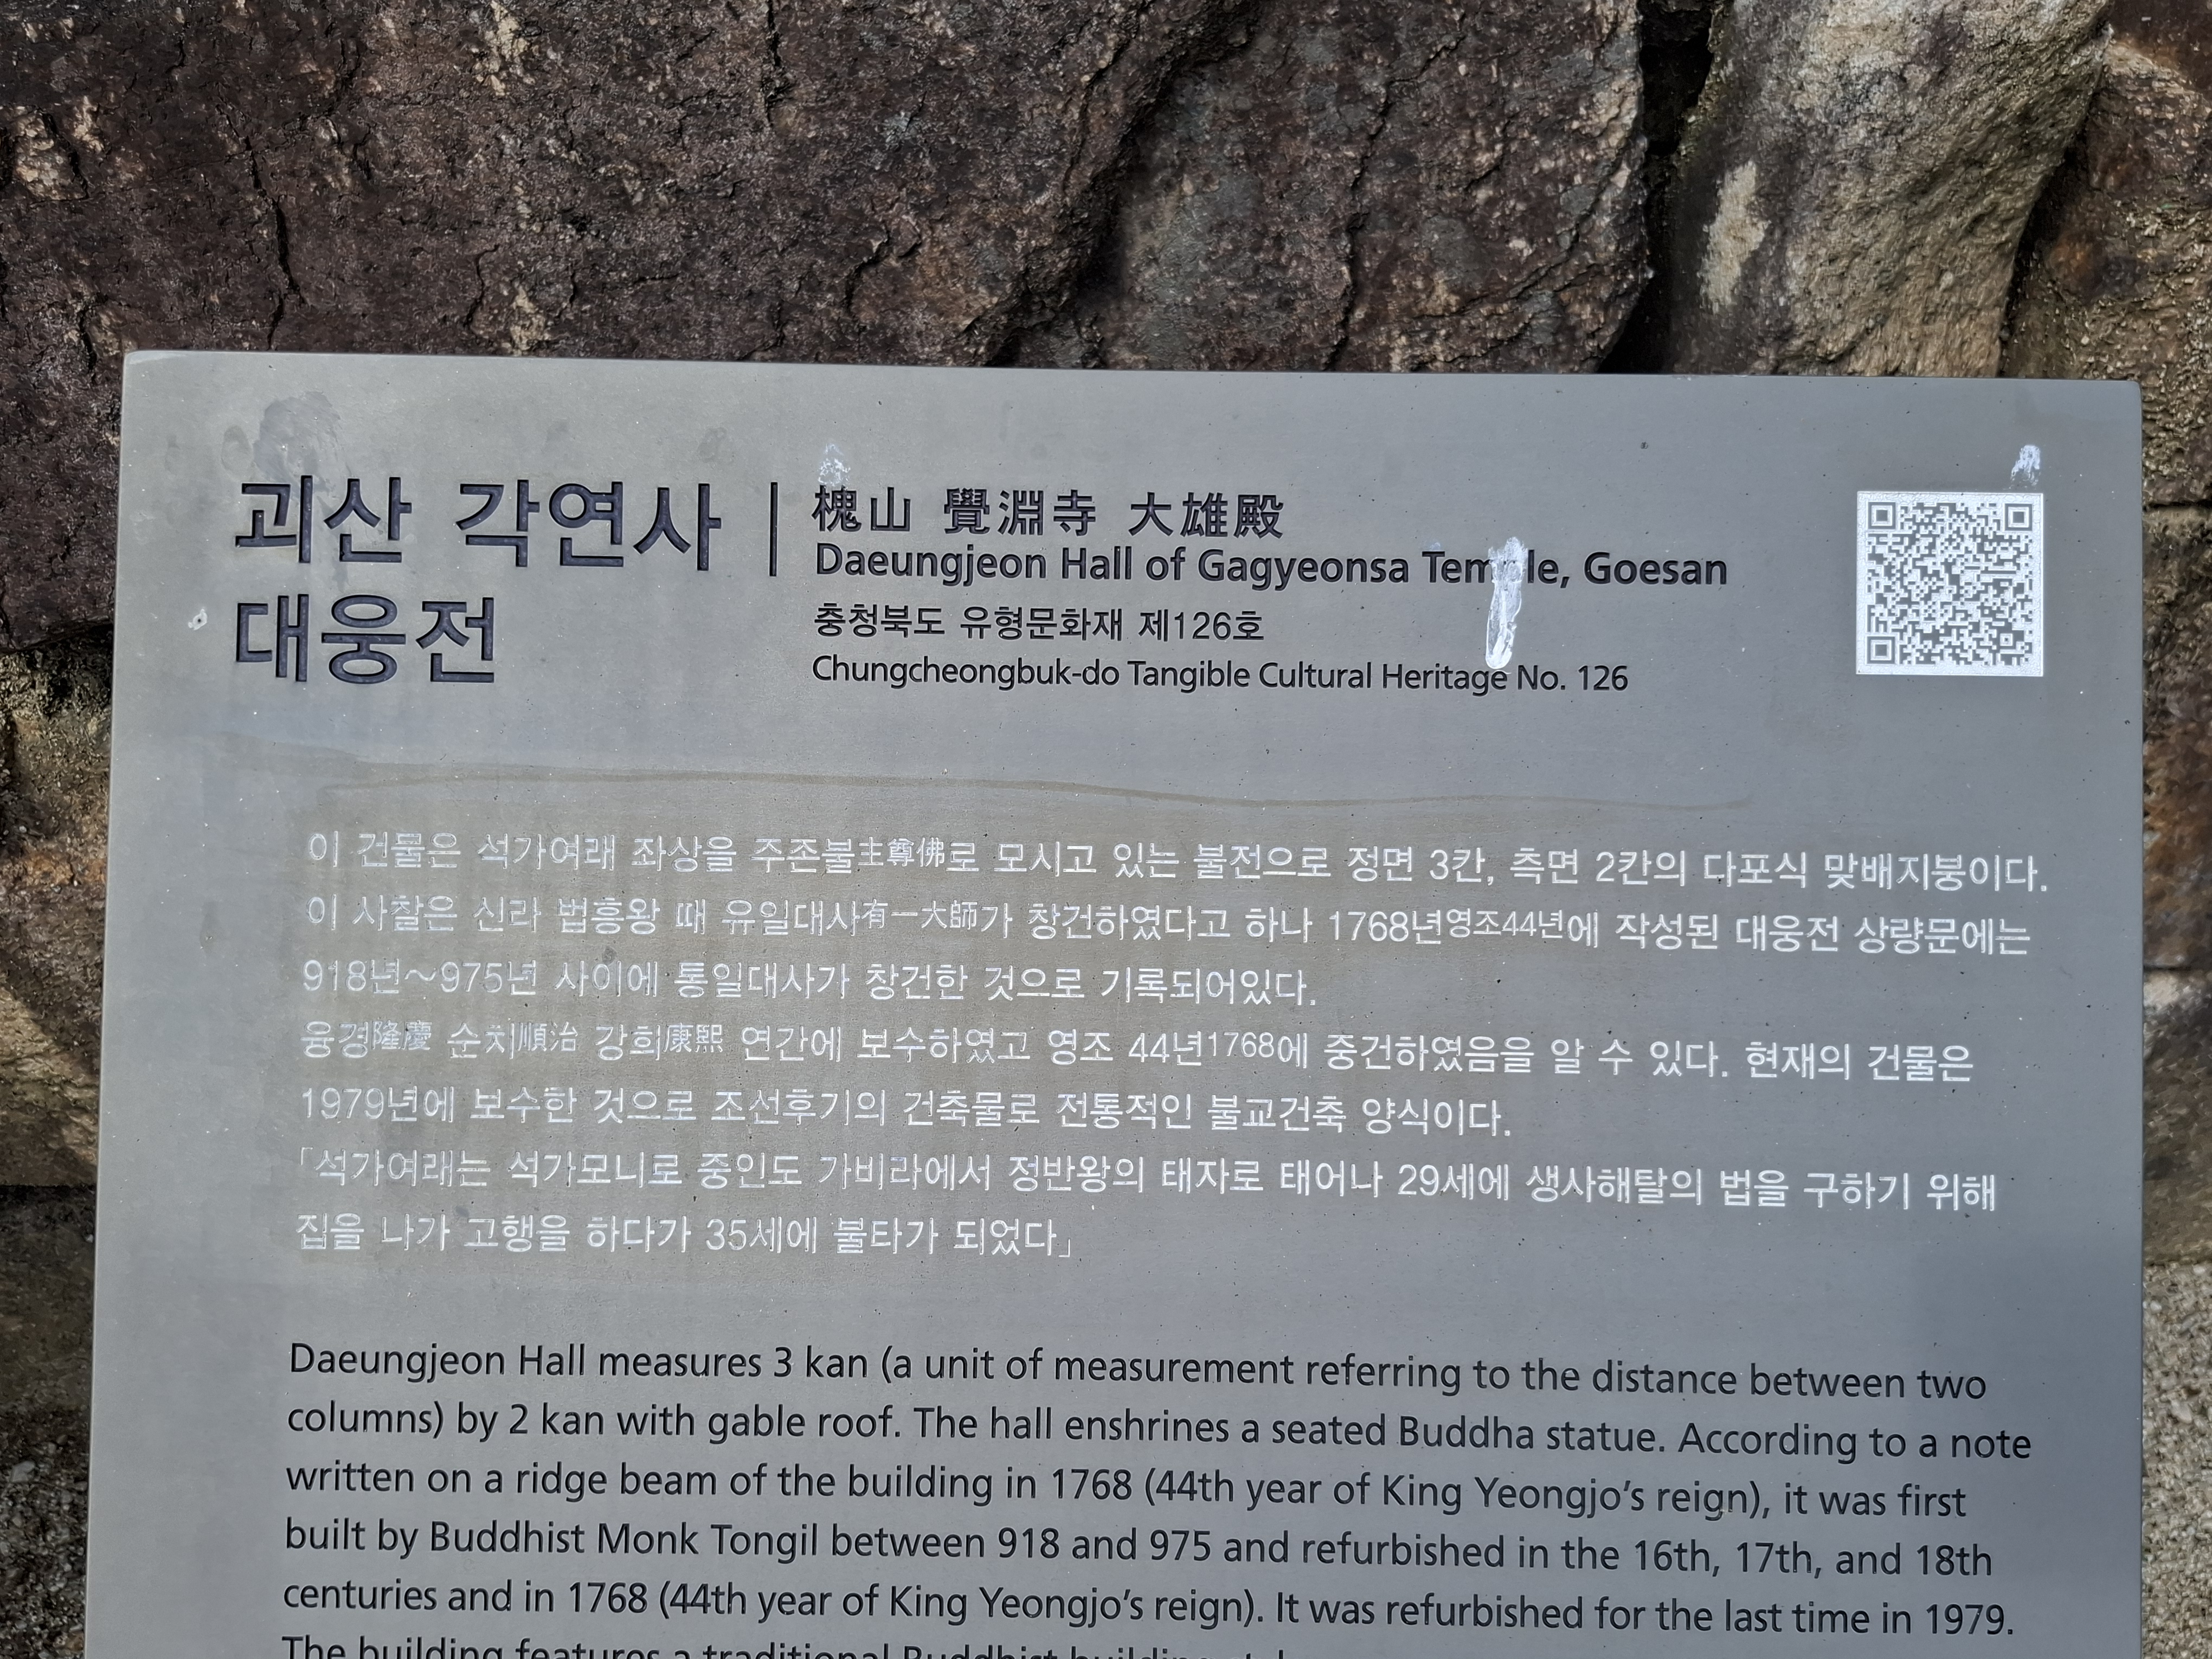 괴산 각연사
대웅전
槐山 覺淵寺 大雄殿
Daeungjeon Hall of Gagyeonsa Temple, Goesan
충청북도 유형문화재 제126호
Chungcheongbuk-do Tangible Cultural Heritage No. 126
이 건물은 석가여래 좌상을 주존불主尊佛로 모시고 있는 불전으로 정면 3칸, 측면 2칸의 다포식 맞배지붕이다.
이 사찰은 신라 법흥왕 때 유일대사有一大師가 창건하였다고 하나 1768년영조44년에 작성된 대웅전 상량문에는
918년~975년 사이에 통일대사가 창건한 것으로 기록되어있다.
융경隆慶 순치順治 강희康熙 연간에 보수하였고 영조 44년1768에 중건하였음을 알 수 있다. 현재의 건물은
1979년에 보수한 것으로 조선후기의 건축물로 전통적인 불교건축 양식이다.
「석가여래는 석가모니로 중인도 가비라에서 정반왕의 태자로 태어나 29세에 생사해탈의 법을 구하기 위해
집을 나가 고행을 하다가 35세에 불타가 되었다」
Daeungjeon Hall measures 3 kan (a unit of measurement referring to the distance between two
columns) by 2 kan with gable roof. The hall enshrines a seated Buddha statue. According to a note
written on a ridge beam of the building in 1768 (44th year of King Yeongjo's reign), it was first
built by Buddhist Monk Tongil between 918 and 975 and refurbished in the 16th, 17th, and 18th
centuries and in 1768 (44th year of King Yeongjo's reign). It was refurbished for the last time in 1979.
The building features a traditional Buddhist building